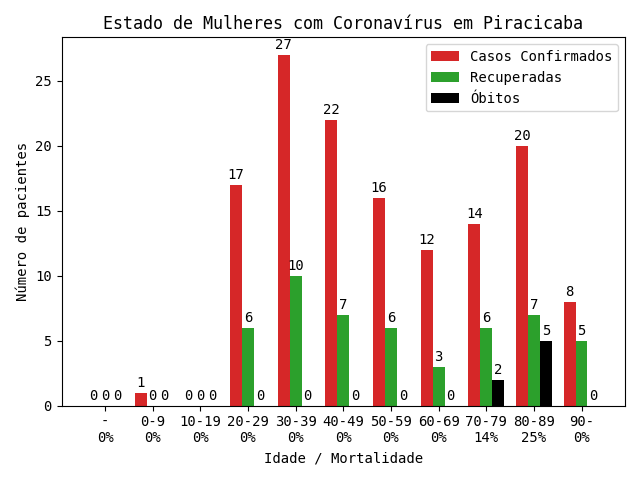 Estado de Mulheres com Coronavírus em Piracicaba
Casos Confirmados
Recuperadas
Óbitos
Número de pacientes
25
20
15
10
5
0
0 0 0
1 0 0
0 0 0
17 6 0
27 10 0
22 7 0
16 6 0
12 3 0
14 6 2
20 7 5
8 5 0
- 0-9 10-19 20-29 30-39 40-49 50-59 60-69 70-79 80-89 90-
0% 0% 0% 0% 0% 0% 0% 0% 14% 25% 0%
Idade / Mortalidade